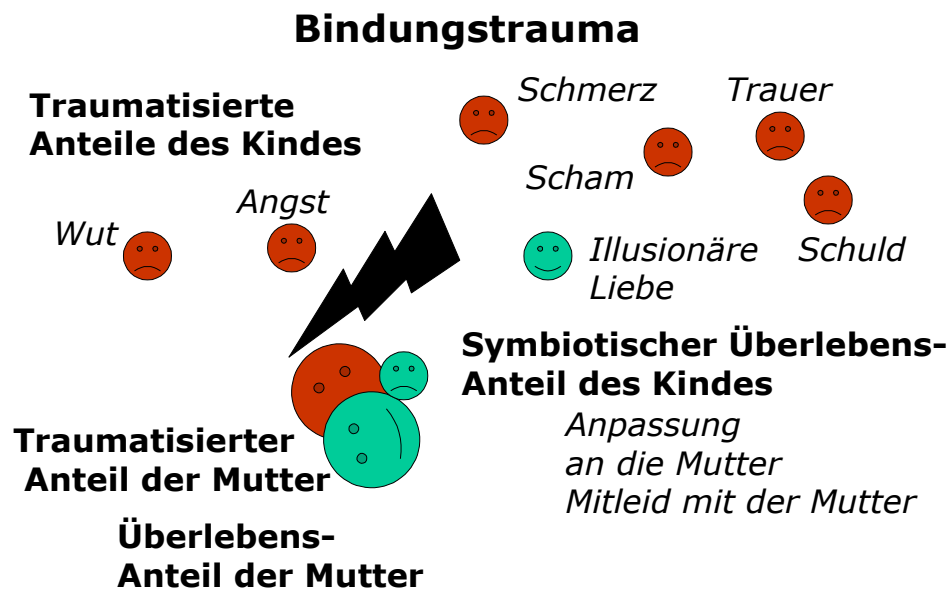 Bindungstrauma
Traumatisierte
Anteile des Kindes
Schmerz
Trauer
Scham
Angst
Wut
Illusionäre
Liebe
Schuld
Symbiotischer Überlebens-
Anteil des Kindes
Anpassung
an die Mutter
Mitleid mit der Mutter
Traumatisierter
Anteil der Mutter
Überlebens-
Anteil der Mutter